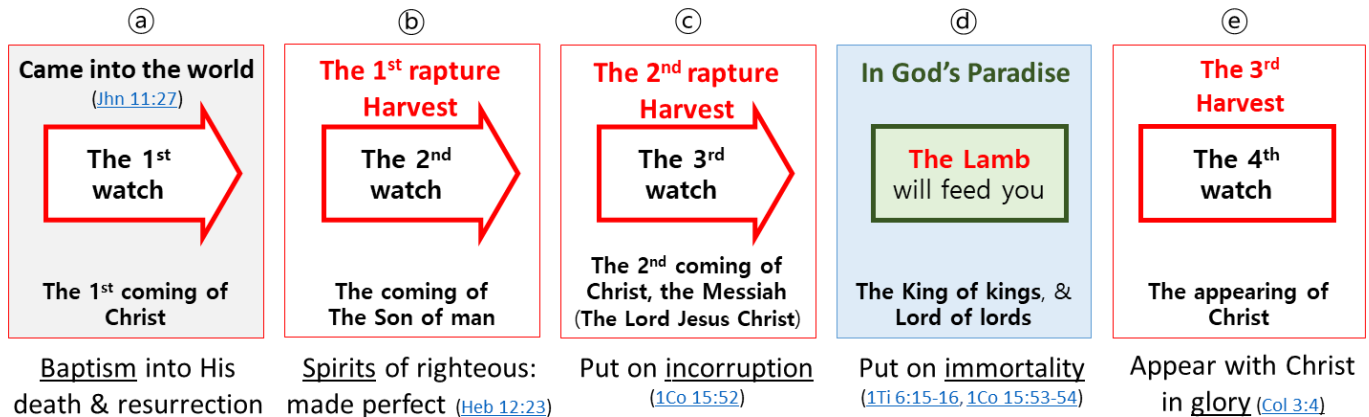 ⓐ
Came into the world
(Jhn 11:27)
The 1st
watch
The 1st coming of
Christ
Baptism into His
death & resurrection
ⓑ
The 1st rapture
Harvest
The 2nd
watch
The coming of
The Son of man
Spirits of righteous:
made perfect (Heb 12:23)
ⓒ
The 2nd rapture
Harvest
The 3rd
watch
The 2nd coming of
Christ, the Messiah
(The Lord Jesus Christ)
Put on incorruption
(1Co 15:52)
ⓓ
In God’s Paradise
The Lamb
will feed you
The King of kings, &
Lord of lords
Put on immortality
(1Ti 6:15-16, 1Co 15:53-54)
ⓔ
The 3rd
Harvest
The 4th
watch
The appearing of
Christ
Appear with Christ
in glory (Col 3:4)